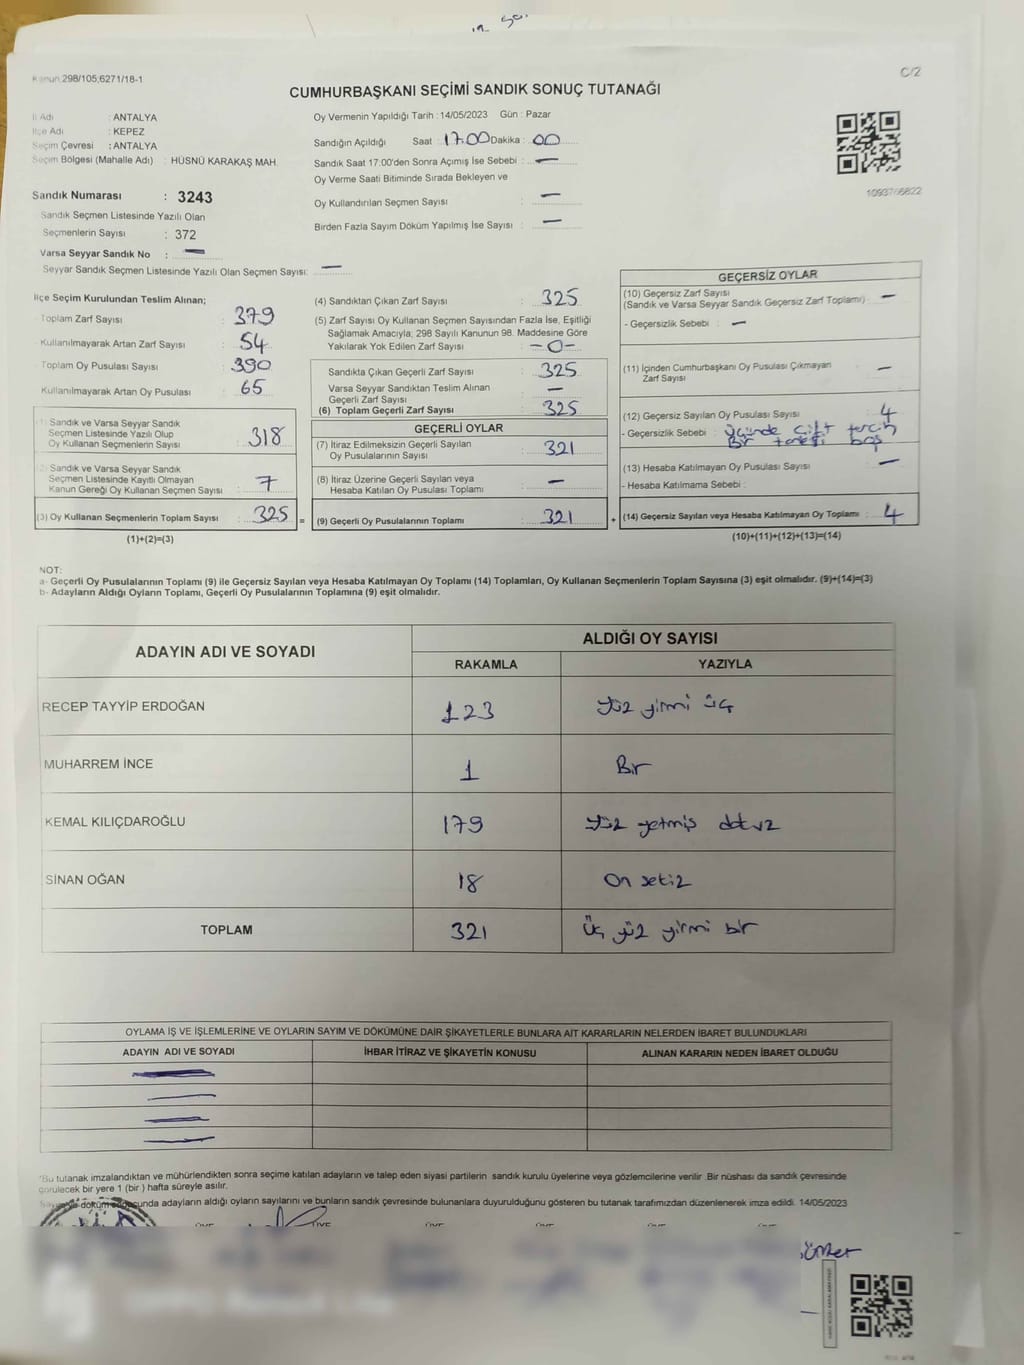 Kanun 298/105,6271/18-1
C/2
CUMHURBAŞKANI SEÇİMİ SANDIK SONUÇ TUTANAĞI
İl Adı : ANTALYA
İlçe Adı : KEPEZ
Seçim Çevresi : ANTALYA
Seçim Bölgesi (Mahalle Adı) : HÜSNÜ KARAKAŞ MAH.
Sandık Numarası : 3243
Sandık Seçmen Listesinde Yazılı Olan
Seçmenlerin Sayısı : 372
Varsa Seyyar Sandık No : —
Seyyar Sandık Seçmen Listesinde Yazılı Olan Seçmen Sayısı: —
Oy Vermenin Yapıldığı Tarih : 14/05/2023 Gün : Pazar
Sandığın Açıldığı Saat : 17.00 Dakika : 00
Sandık Saat 17:00'den Sonra Açımış İse Sebebi : —
Oy Verme Saati Bitiminde Sırada Bekleyen ve
Oy Kullandırılan Seçmen Sayısı : —
Birden Fazla Sayım Döküm Yapılmış İse Sayısı : —
1093766822
İlçe Seçim Kurulundan Teslim Alınan;
Toplam Zarf Sayısı : 379
Kullanılmayarak Artan Zarf Sayısı : 54
Toplam Oy Pusulası Sayısı : 390
Kullanılmayarak Artan Oy Pusulası : 65
(1) Sandık ve Varsa Seyyar Sandık
Seçmen Listesinde Yazılı Olup
Oy Kullanan Seçmenlerin Sayısı : 318
(2) Sandık ve Varsa Seyyar Sandık
Seçmen Listesinde Kayıtlı Olmayan
Kanun Gereği Oy Kullanan Seçmen Sayısı : 7
(3) Oy Kullanan Seçmenlerin Toplam Sayısı : 325 =
(1)+(2)=(3)
(4) Sandıktan Çıkan Zarf Sayısı : 325
(5) Zarf Sayısı Oy Kullanan Seçmen Sayısından Fazla İse, Eşitliği
Sağlamak Amacıyla; 298 Sayılı Kanunun 98. Maddesine Göre
Yakılarak Yok Edilen Zarf Sayısı : -0-
Sandıkta Çıkan Geçerli Zarf Sayısı : 325
Varsa Seyyar Sandıktan Teslim Alınan
Geçerli Zarf Sayısı : —
(6) Toplam Geçerli Zarf Sayısı : 325
GEÇERLİ OYLAR
(7) İtiraz Edilmeksizin Geçerli Sayılan
Oy Pusulalarının Sayısı : 321
(8) İtiraz Üzerine Geçerli Sayılan veya
Hesaba Katılan Oy Pusulası Toplamı : —
(9) Geçerli Oy Pusulalarının Toplamı : 321 +
GEÇERSİZ OYLAR
(10) Geçersiz Zarf Sayısı
(Sandık ve Varsa Seyyar Sandık Geçersiz Zarf Toplamı) : —
- Geçersizlik Sebebi : —
(11) İçinden Cumhurbaşkanı Oy Pusulası Çıkmayan
Zarf Sayısı : —
(12) Geçersiz Sayılan Oy Pusulası Sayısı : 4
- Geçersizlik Sebebi : Üçünde çift tercih
Bir tanesi boş
(13) Hesaba Katılmayan Oy Pusulası Sayısı : —
- Hesaba Katılmama Sebebi :
(14) Geçersiz Sayılan veya Hesaba Katılmayan Oy Toplamı : 4
(10)+(11)+(12)+(13)=(14)
NOT:
a- Geçerli Oy Pusulalarının Toplamı (9) ile Geçersiz Sayılan veya Hesaba Katılmayan Oy Toplamı (14) Toplamları, Oy Kullanan Seçmenlerin Toplam Sayısına (3) eşit olmalıdır. (9)+(14)=(3)
b- Adayların Aldığı Oyların Toplamı, Geçerli Oy Pusulalarının Toplamına (9) eşit olmalıdır.
ADAYIN ADI VE SOYADI ALDIĞI OY SAYISI
RAKAMLA YAZIYLA
RECEP TAYYİP ERDOĞAN 123 Yüz yirmi üç
MUHARREM İNCE 1 Bir
KEMAL KILIÇDAROĞLU 179 Yüz yetmiş dokuz
SİNAN OĞAN 18 On sekiz
TOPLAM 321 Üç yüz yirmi bir
OYLAMA İŞ VE İŞLEMLERİNE VE OYLARIN SAYIM VE DÖKÜMÜNE DAİR ŞİKAYETLERLE BUNLARA AİT KARARLARIN NELERDEN İBARET BULUNDUKLARI
ADAYIN ADI VE SOYADI İHBAR İTİRAZ VE ŞİKAYETİN KONUSU ALINAN KARARIN NEDEN İBARET OLDUĞU
*Bu tutanak imzalandıktan ve mühürlendikten sonra seçime katılan adayların ve talep eden siyasi partilerin sandık kurulu üyelerine veya gözlemcilerine verilir. Bir nüshası da sandık çevresinde
görülecek bir yere 1 (bir) hafta süreyle asılır.
döküm sonucunda adayların aldığı oyların sayılarını ve bunların sandık çevresinde bulunanlara duyurulduğunu gösteren bu tutanak tarafımızdan düzenlenerek imza edildi. 14/05/2023
ÜYE ÜYE ÜYE ÜYE ÜYE ÜYE